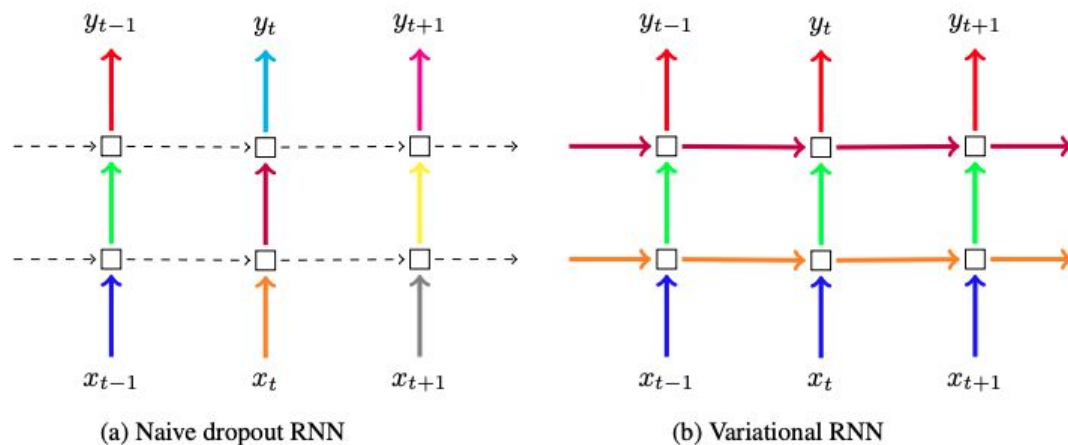 y_{t-1} y_t y_{t+1} y_{t-1} y_t y_{t+1}
x_{t-1} x_t x_{t+1} x_{t-1} x_t x_{t+1}
(a) Naive dropout RNN (b) Variational RNN